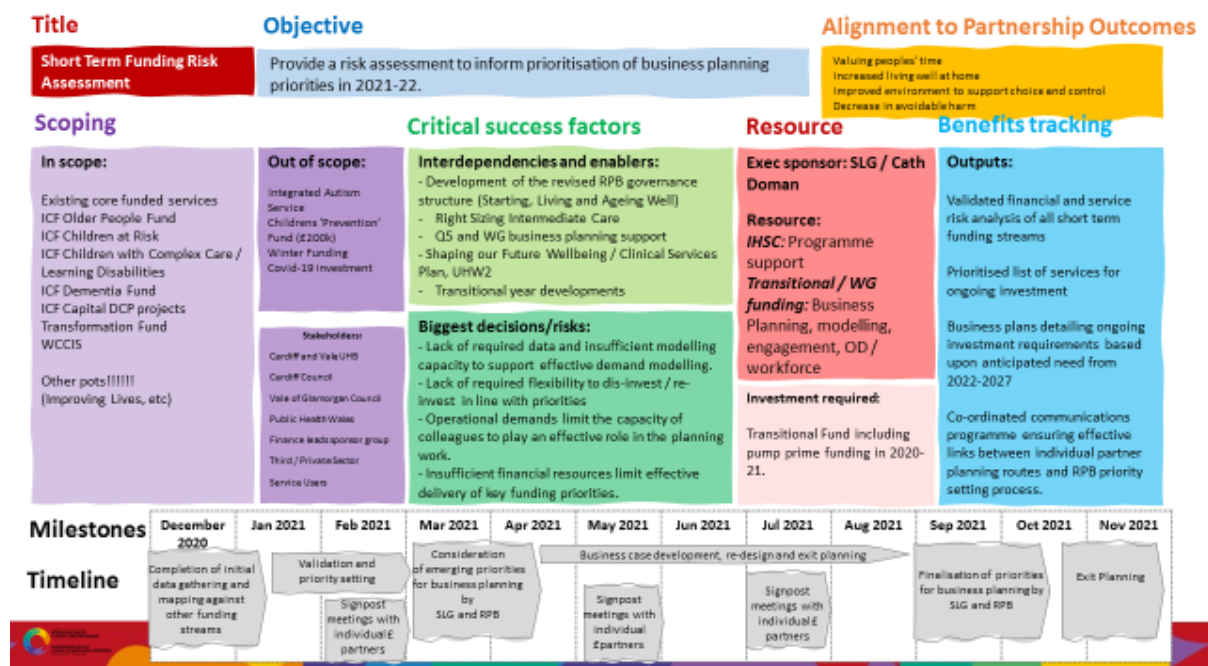 Title
Short Term Funding Risk
Assessment
Objective
Provide a risk assessment to inform prioritisation of business planning
priorities in 2021-22.
Alignment to Partnership Outcomes
Valuing peoples' time
Increased living well at home
Improved environment to support choice and control
Decrease in avoidable harm
Scoping
In scope:
Existing core funded services
ICF Older People Fund
ICF Children at Risk
ICF Children with Complex Care /
Learning Disabilities
ICF Dementia Fund
ICF Capital DCP projects
Transformation Fund
WCCIS
Other pots!!!!!!
(Improving Lives, etc)
Out of scope:
Integrated Autism
Service
Childrens 'Prevention'
Fund (£200k)
Winter Funding
Covid-19 Investment
Stakeholders:
Cardiff and Vale UHB
Cardiff Council
Vale of Glamorgan Council
Public Health Wales
Finance leads sponsor group
Third / Private Sector
Service Users
Critical success factors
Interdependencies and enablers:
- Development of the revised RPB governance
structure (Starting, Living and Ageing Well)
- Right Sizing Intermediate Care
- Q5 and WG business planning support
- Shaping our Future Wellbeing / Clinical Services
Plan, UHW2
- Transitional year developments
Biggest decisions/risks:
- Lack of required data and insufficient modelling
capacity to support effective demand modelling.
- Lack of required flexibility to dis-invest / re-
invest in line with priorities
- Operational demands limit the capacity of
colleagues to play an effective role in the planning
work.
- Insufficient financial resources limit effective
delivery of key funding priorities.
Resource
Exec sponsor: SLG / Cath
Doman
Resource:
IHSC: Programme
support
Transitional / WG
funding: Business
Planning, modelling,
engagement, OD /
workforce
Investment required:
Transitional Fund including
pump prime funding in 2020-
21.
Benefits tracking
Outputs:
Validated financial and service
risk analysis of all short term
funding streams
Prioritised list of services for
ongoing investment
Business plans detailing ongoing
investment requirements based
upon anticipated need from
2022-2027
Co-ordinated communications
programme ensuring effective
links between individual partner
planning routes and RPB priority
setting process.
Milestones
December
2020
Jan 2021
Feb 2021
Mar 2021
Apr 2021
May 2021
Jun 2021
Jul 2021
Aug 2021
Sep 2021
Oct 2021
Nov 2021
Timeline
Completion of initial
data gathering and
mapping against
other funding
streams
Validation and
priority setting
Signpost
meetings with
individual £
partners
Consideration
of emerging priorities
for business planning
by
SLG and RPB
Business case development, re-design and exit planning
Signpost
meetings with
individual
£partners
Signpost
meetings with
individual £
partners
Finalisation of priorities
for business planning by
SLG and RPB
Exit Planning